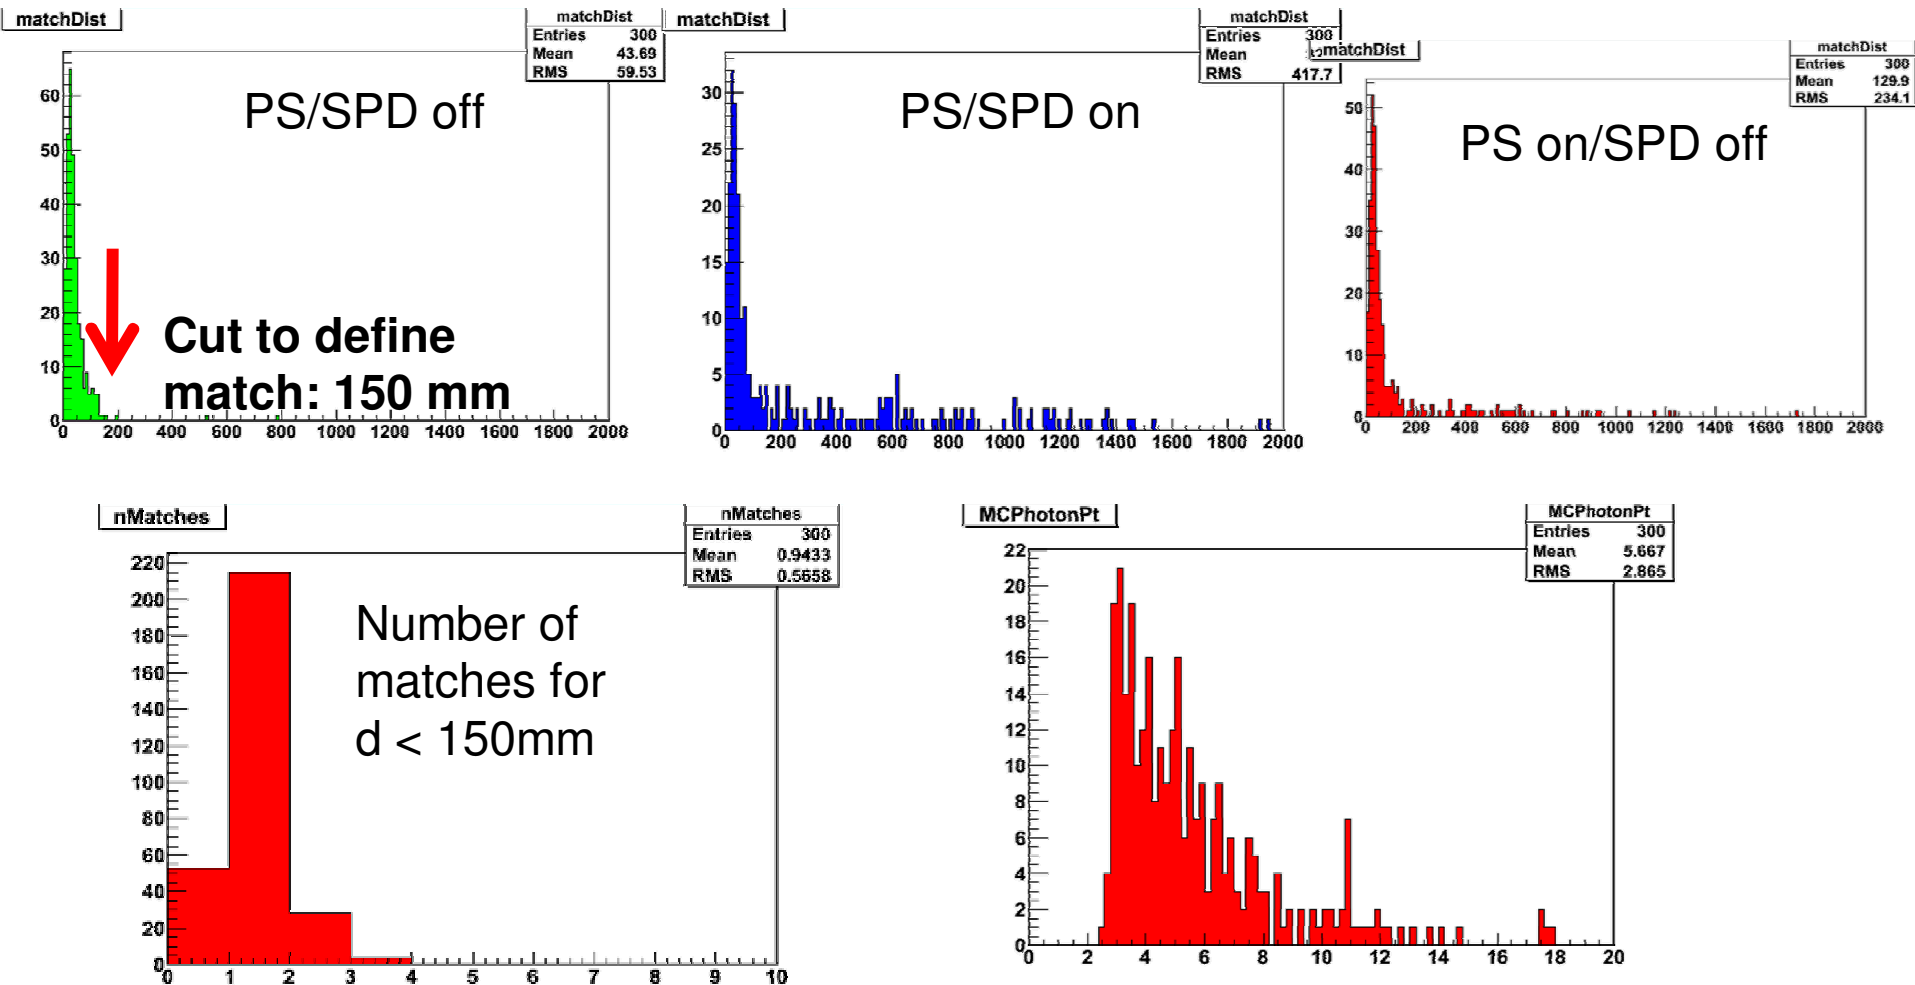 matchDist
matchDist
Entries 300
Mean 43.69
RMS 59.53
PS/SPD off
60
50
40
30
20
10
0
Cut to define
match: 150 mm
0 200 400 600 800 1000 1200 1400 1600 1800 2000
matchDist
matchDist
Entries 300
Mean
RMS 417.7
PS/SPD on
30
25
20
15
10
5
0
0 200 400 600 800 1000 1200 1400 1600 1800 2000
matchDist
matchDist
Entries 300
Mean 129.9
RMS 234.1
PS on/SPD off
50
40
30
20
10
0
0 200 400 600 800 1000 1200 1400 1600 1800 2000
nMatches
nMatches
Entries 300
Mean 0.9433
RMS 0.5658
Number of
matches for
d < 150mm
220
200
180
160
140
120
100
80
60
40
20
0
0 1 2 3 4 5 6 7 8 9 10
MCPhotonPt
MCPhotonPt
Entries 300
Mean 5.667
RMS 2.865
22
20
18
16
14
12
10
8
6
4
2
0
0 2 4 6 8 10 12 14 16 18 20